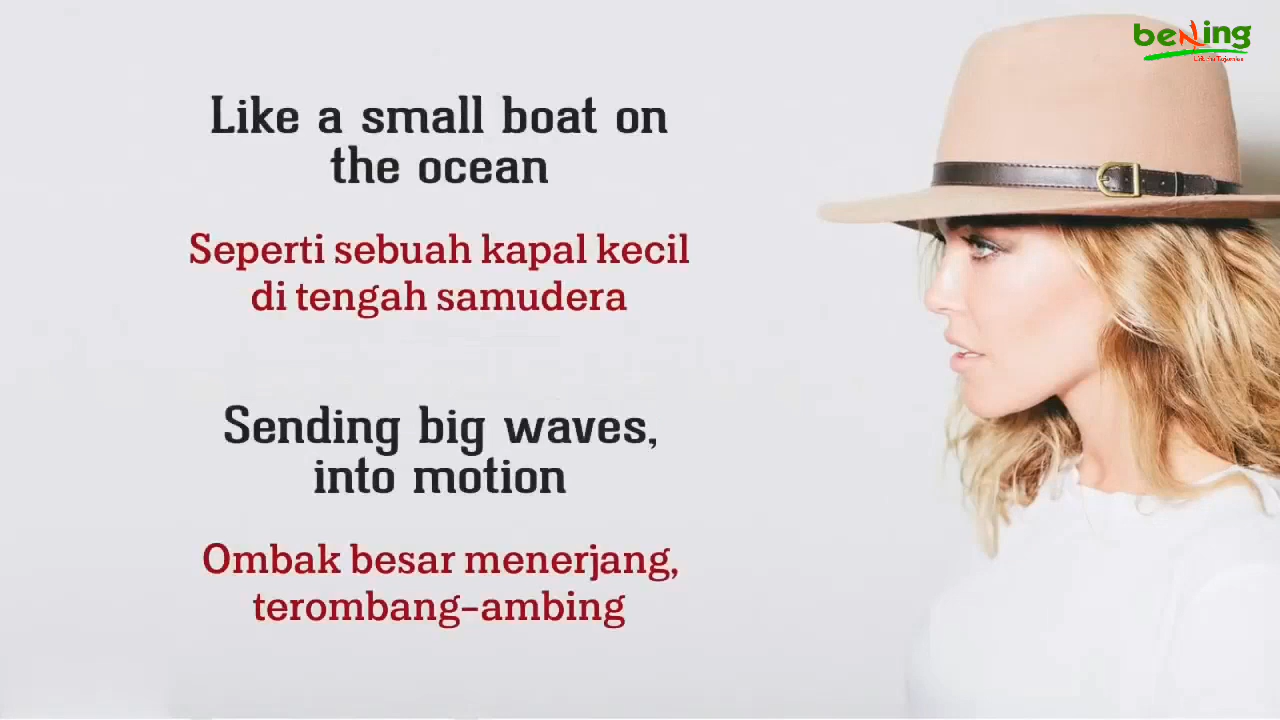 bening
Like a small boat on
the ocean
Seperti sebuah kapal kecil
di tengah samudera
Sending big waves,
into motion
Ombak besar menerjang,
terombang-ambing